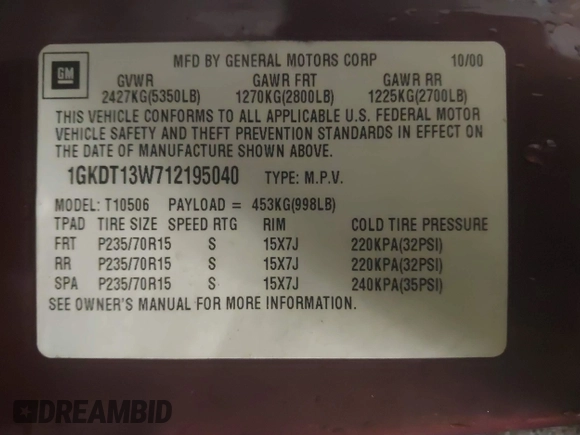 GM
MFD BY GENERAL MOTORS CORP 10/00
GVWR GAWR FRT GAWR RR
2427KG(5350LB) 1270KG(2800LB) 1225KG(2700LB)
THIS VEHICLE CONFORMS TO ALL APPLICABLE U.S. FEDERAL MOTOR
VEHICLE SAFETY AND THEFT PREVENTION STANDARDS IN EFFECT ON
THE DATE OF MANUFACTURE SHOWN ABOVE.
1GKDT13W712195040 TYPE: M.P.V.
MODEL: T10506 PAYLOAD = 453KG(998LB)
TPAD TIRE SIZE SPEED RTG RIM COLD TIRE PRESSURE
FRT P235/70R15 S 15X7J 220KPA(32PSI)
RR P235/70R15 S 15X7J 220KPA(32PSI)
SPA P235/70R15 S 15X7J 240KPA(35PSI)
SEE OWNER'S MANUAL FOR MORE INFORMATION.
DREAMBID